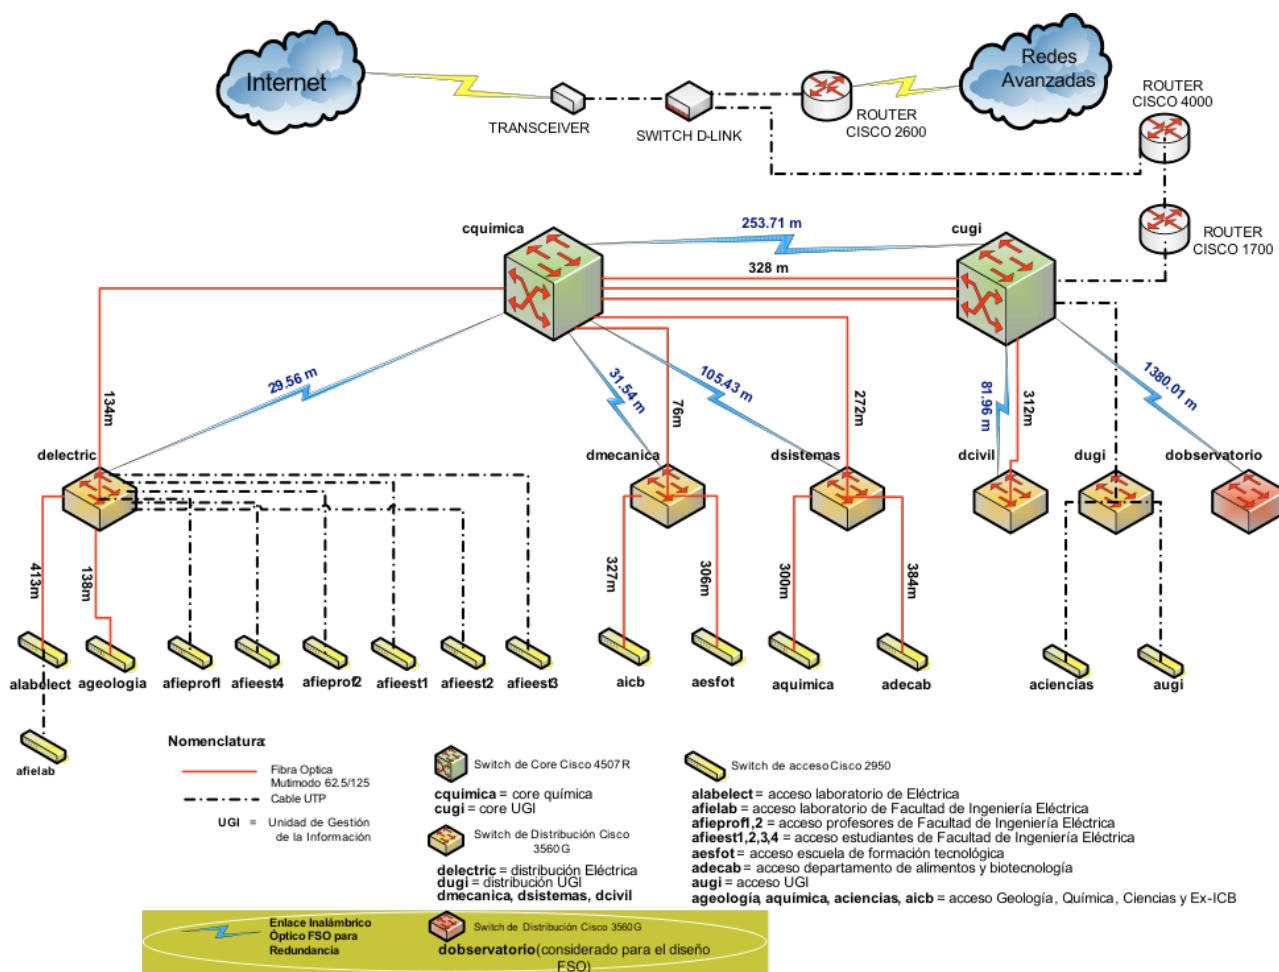 Internet
Redes
Avanzadas
TRANSCEIVER
SWITCH D-LINK
ROUTER
CISCO 2600
ROUTER
CISCO 4000
ROUTER
CISCO 1700
cquimica
253.71 m
cugi
328 m
29.56 m
31.54 m
105.43 m
81.96 m
1380.01 m
134m
76m
272m
312m
delectric
dmecanica
dsistemas
dcivil
dugi
dobservatorio
413m
138m
327m
306m
300m
384m
alabelect
ageologia
afieprof1
afieest4
afieprof2
afieest1
afieest2
afieest3
aicb
aesfot
aquimica
adecab
aciencias
augi
afielab
Nomenclatura:
Fibra Optica
Mutimodo 62.5/125
Cable UTP
UGI = Unidad de Gestión
de la Información
Switch de Core Cisco 4507R
cquimica = core química
cugi = core UGI
Switch de Distribución Cisco
3560G
delectric = distribución Eléctrica
dugi = distribución UGI
dmecanica, dsistemas, dcivil
Switch de acceso Cisco 2950
alabelect = acceso laboratorio de Eléctrica
afielab = acceso laboratorio de Facultad de Ingeniería Eléctrica
afieprof1,2 = acceso profesores de Facultad de Ingeniería Eléctrica
afieest1,2,3,4 = acceso estudiantes de Facultad de Ingeniería Eléctrica
aesfot = acceso escuela de formación tecnológica
adecab = acceso departamento de alimentos y biotecnología
augi = acceso UGI
ageología, aquímica, aciencias, aicb = acceso Geología, Química, Ciencias y Ex-ICB
Enlace Inalámbrico
Óptico FSO para
Redundancia
Switch de Distribución Cisco 3560G
dobservatorio(considerado para el diseño
FSO)